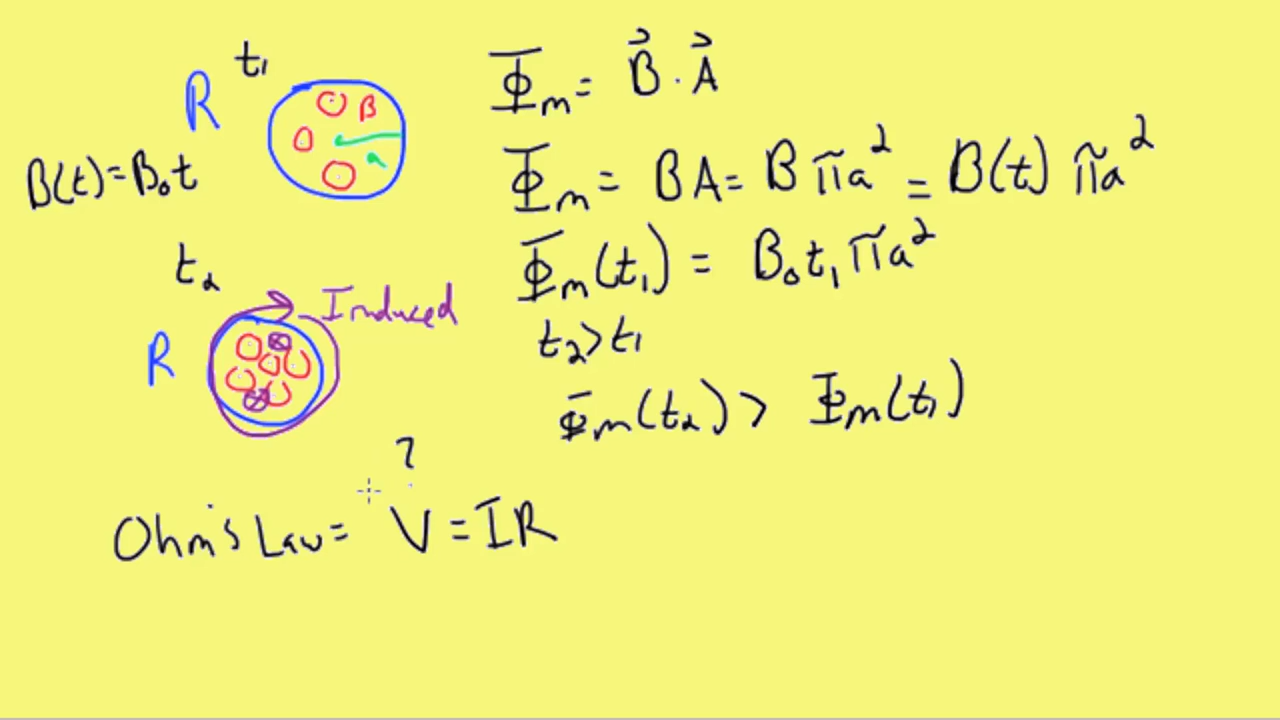 t₁
R
B
a
B(t)=B₀t
t₂
R
Induced
Φₘ = B⃗ · A⃗
Φₘ = BA = Bπa² = B(t) πa²
Φₘ(t₁) = B₀t₁πa²
t₂>t₁
Φₘ(t₂) > Φₘ(t₁)
?
Ohm's Law = V = IR